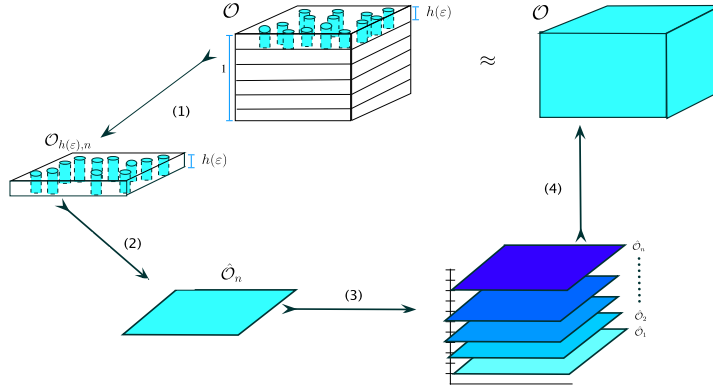 𝒪
h(ε)
𝒪
1
≈
(1)
𝒪_{h(ε),n}
h(ε)
(4)
(2)
𝒪̂_n
𝒪̂_n
(3)
𝒪̂_2
𝒪̂_1